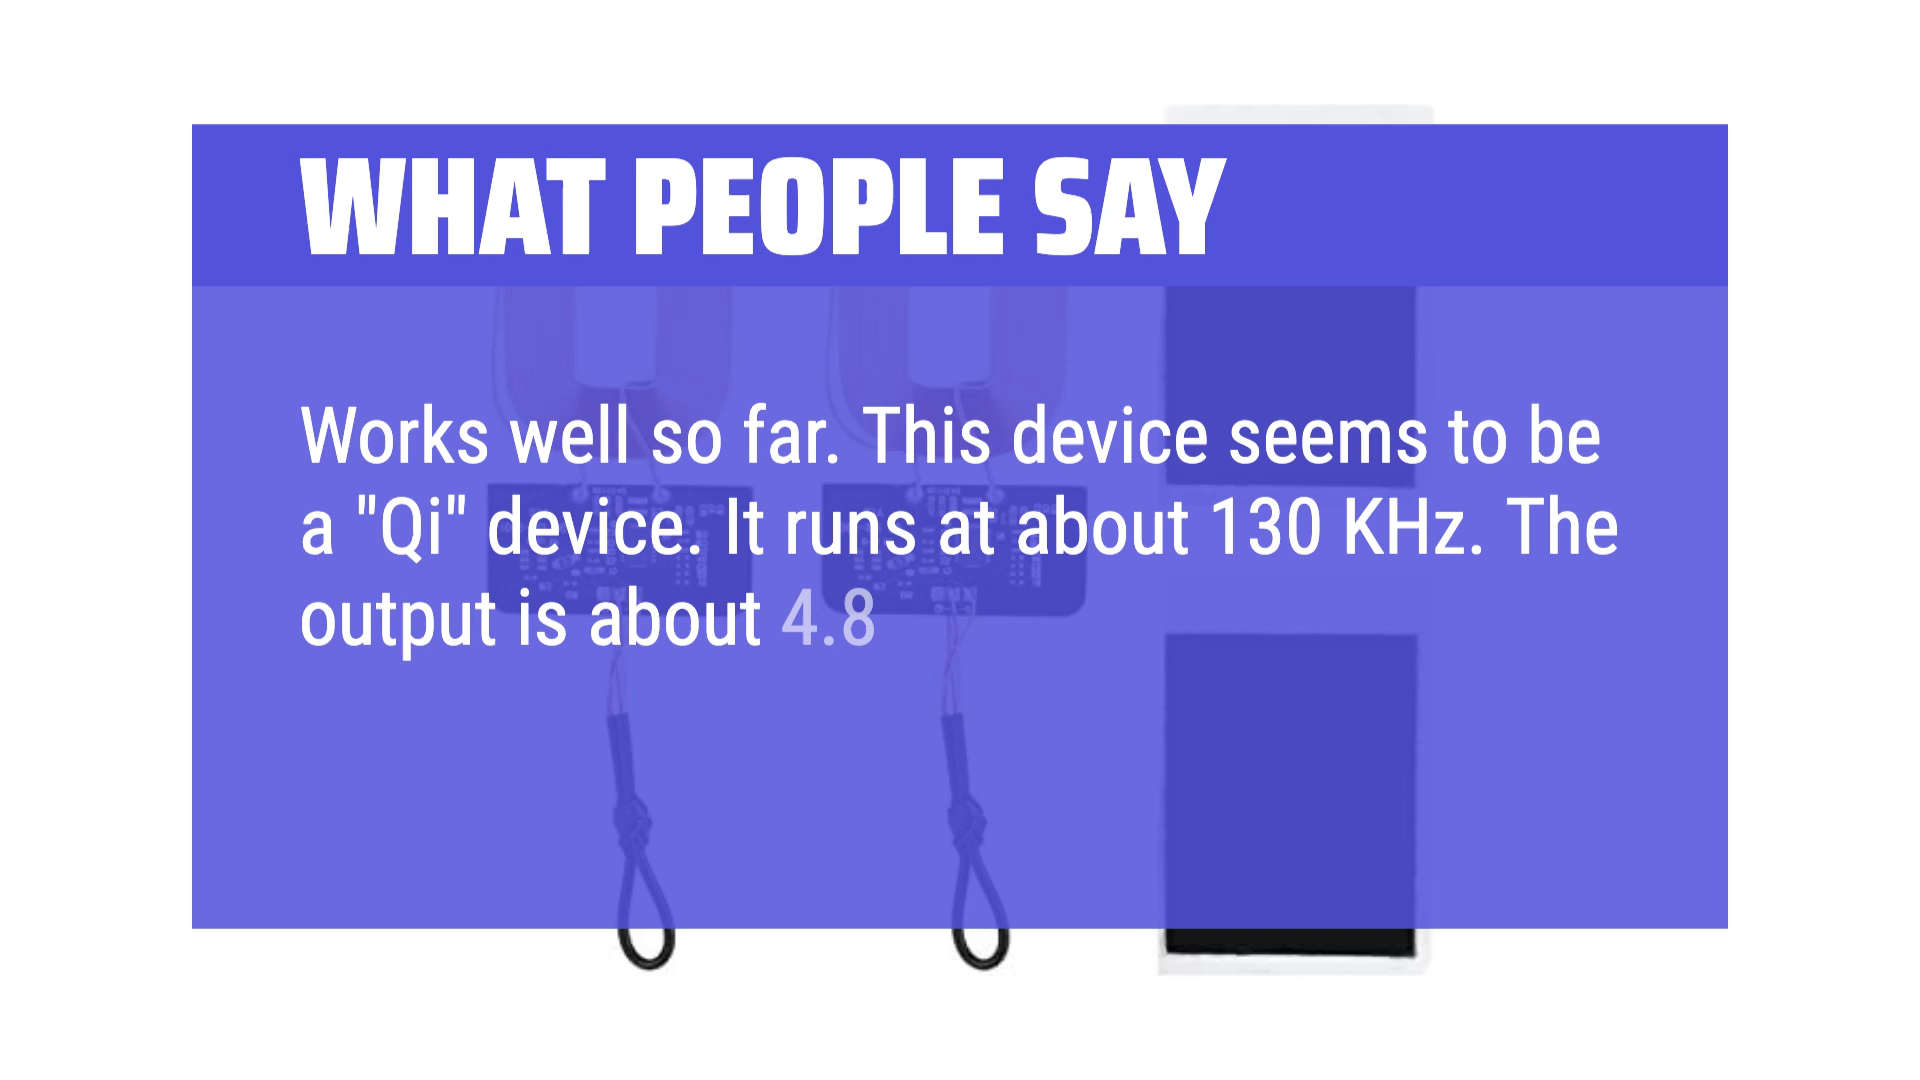 WHAT PEOPLE SAY
Works well so far. This device seems to be
a "Qi" device. It runs at about 130 KHz. The
output is about 4.8